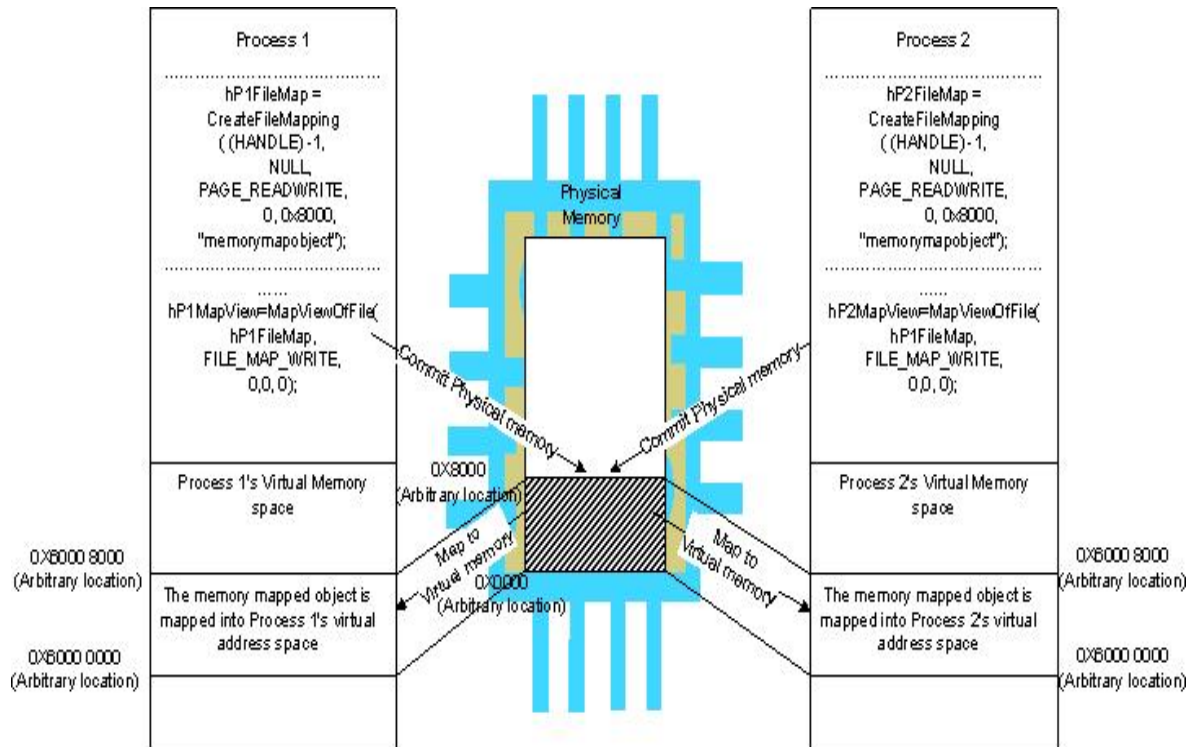 Process 1
hP1FileMap =
CreateFileMapping
( (HANDLE)-1,
NULL,
PAGE_READWRITE,
0, 0x8000,
"memorymapobject");
......
hP1MapView=MapViewOfFile(
hP1FileMap,
FILE_MAP_WRITE,
0,0, 0);
Process 1's Virtual Memory
space
The memory mapped object is
mapped into Process 1's virtual
address space
0X6000 8000
(Arbitrary location)
0X6000 0000
(Arbitrary location)
Physical
Memory
Commit Physical memory
Commit Physical memory
0X8000
(Arbitrary location)
Map to
Virtual memory
0X0000
(Arbitrary location)
Map to
Virtual memory
Process 2
hP2FileMap =
CreateFileMapping
( (HANDLE)-1,
NULL,
PAGE_READWRITE,
0, 0x8000,
"memorymapobject");
......
hP2MapView=MapViewOfFile(
hP1FileMap,
FILE_MAP_WRITE,
0,0, 0);
Process 2's Virtual Memory
space
The memory mapped object is
mapped into Process 2's virtual
address space
0X6000 8000
(Arbitrary location)
0X6000 0000
(Arbitrary location)